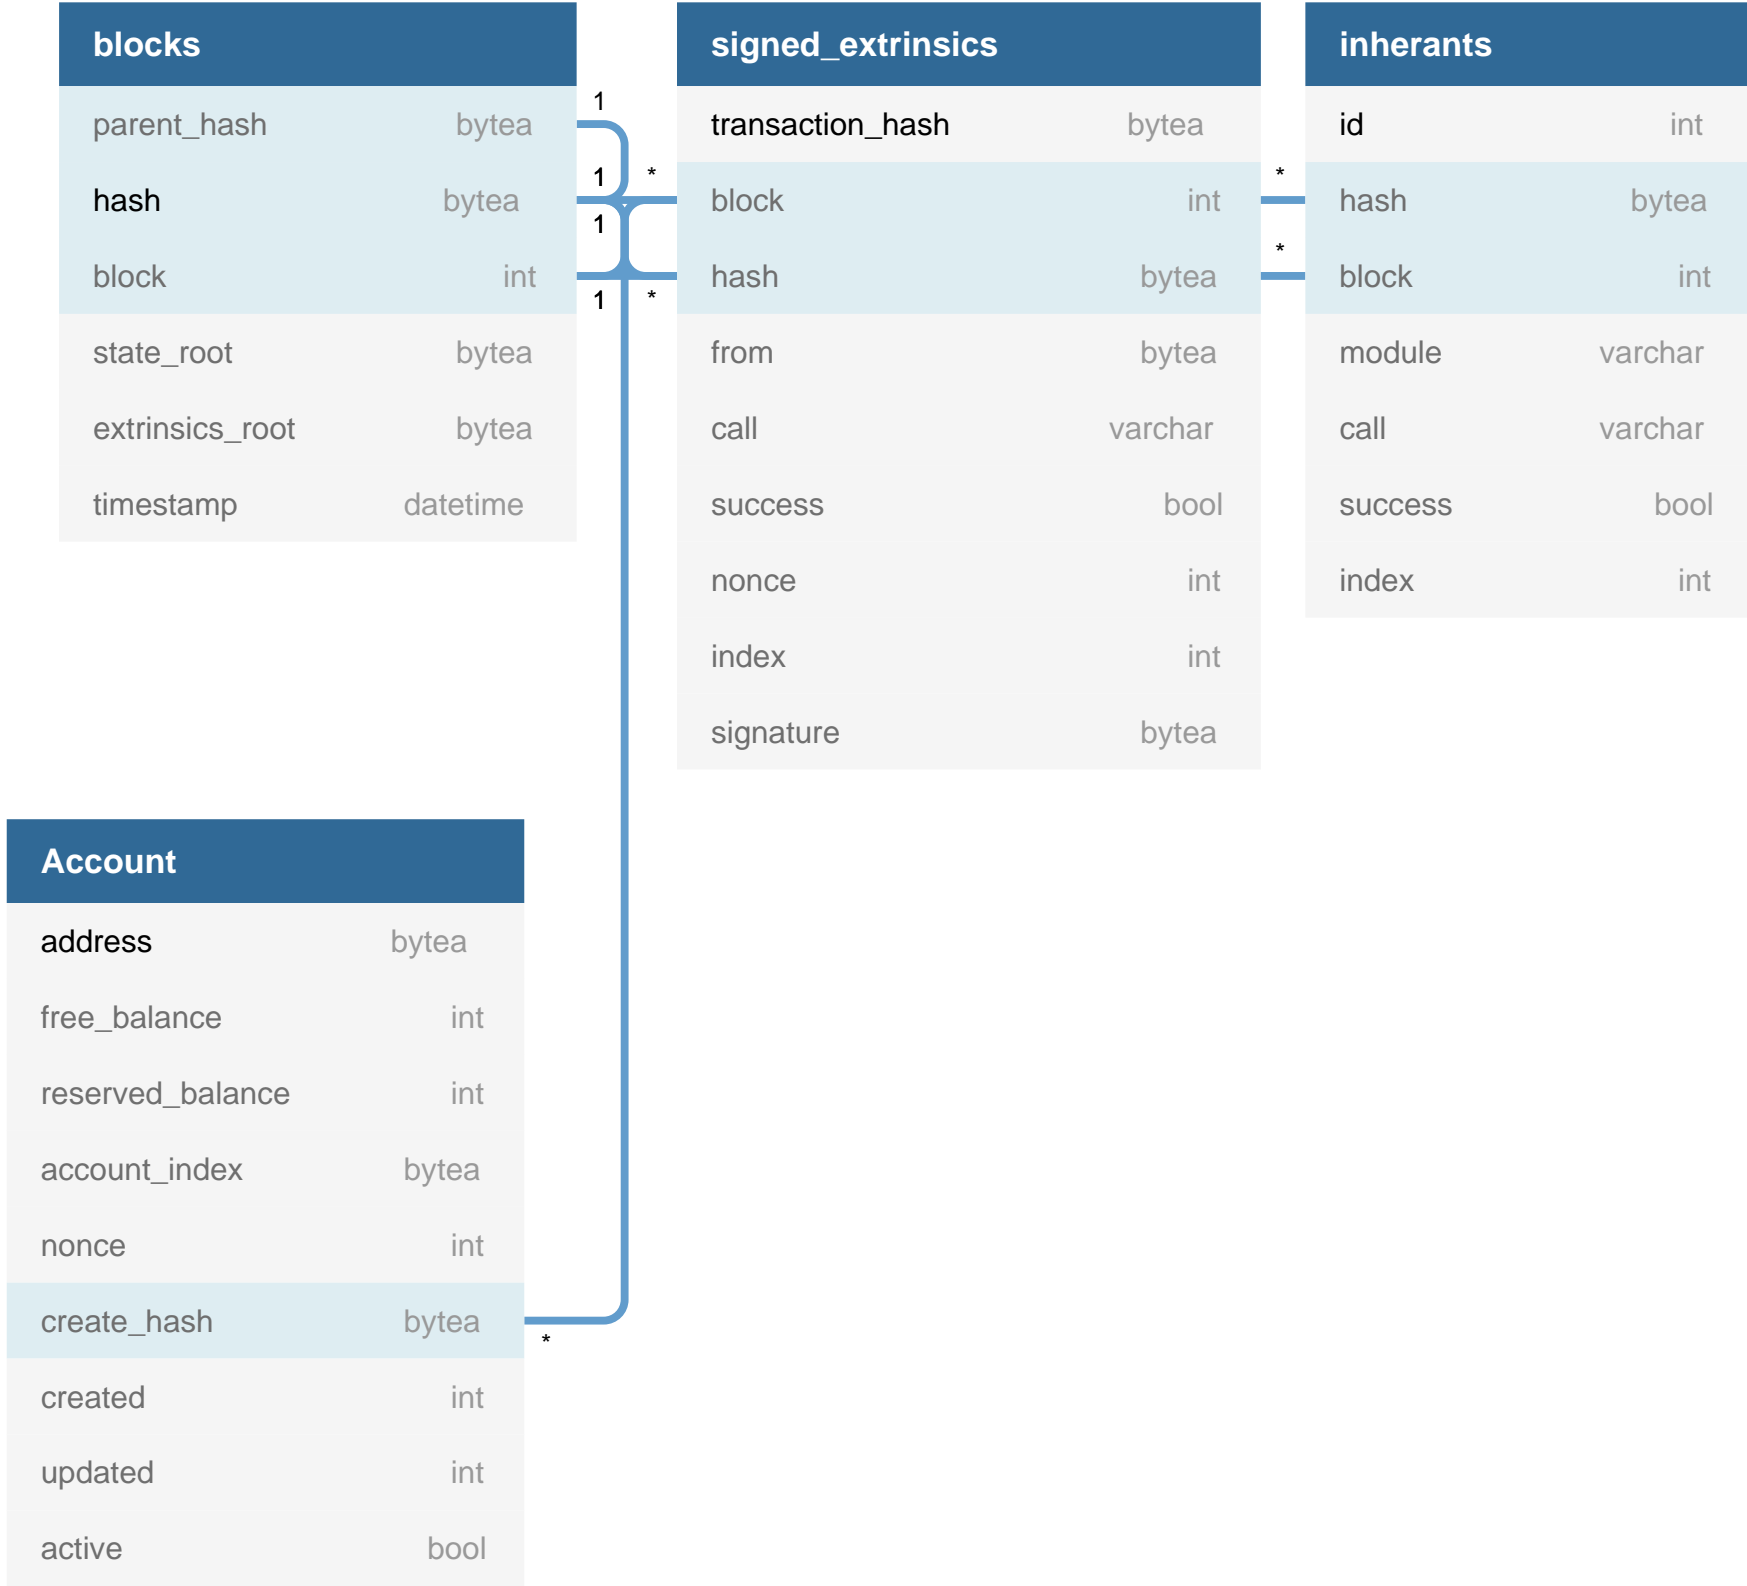 blocks
parent_hash bytea
hash bytea
block int
state_root bytea
extrinsics_root bytea
timestamp datetime
1
1
1
1
*
*
signed_extrinsics
transaction_hash bytea
block int
hash bytea
from bytea
call varchar
success bool
nonce int
index int
signature bytea
*
*
inherants
id int
hash bytea
block int
module varchar
call varchar
success bool
index int
Account
address bytea
free_balance int
reserved_balance int
account_index bytea
nonce int
create_hash bytea
*
created int
updated int
active bool